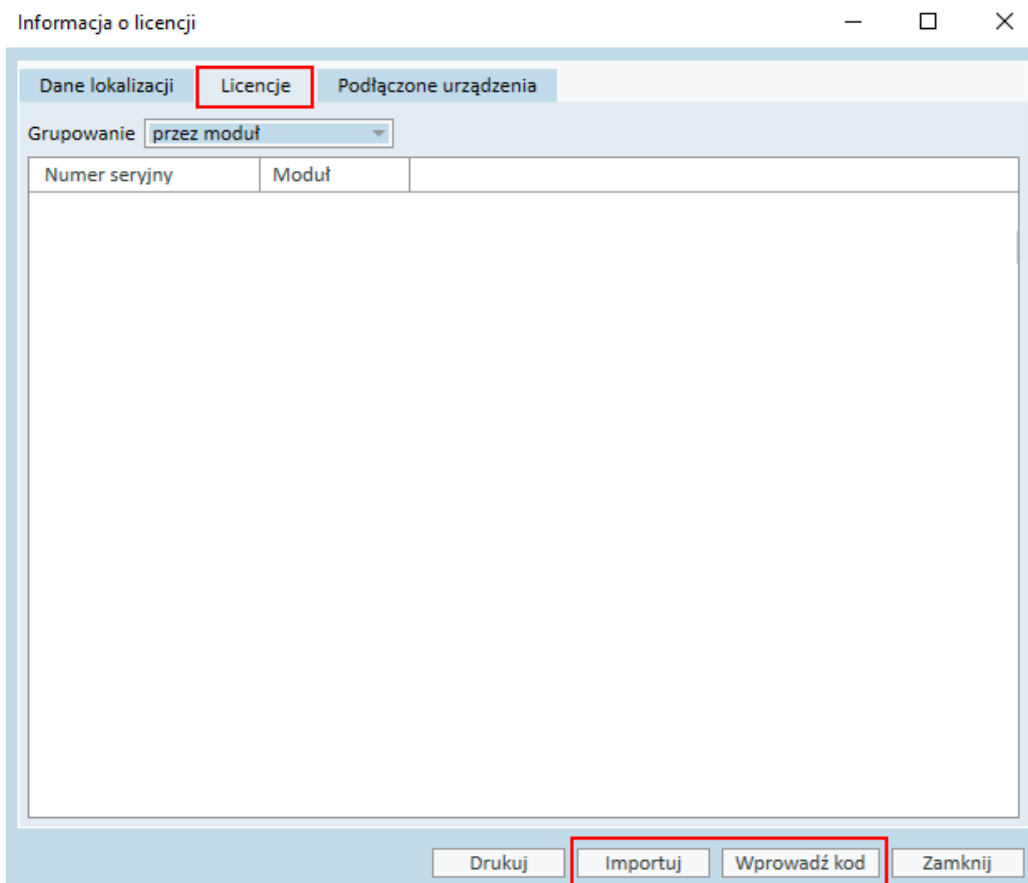 Informacja o licencji
Dane lokalizacji Licencje Podłączone urządzenia
Grupowanie przez moduł
Numer seryjny Moduł
Drukuj Importuj Wprowadź kod Zamknij